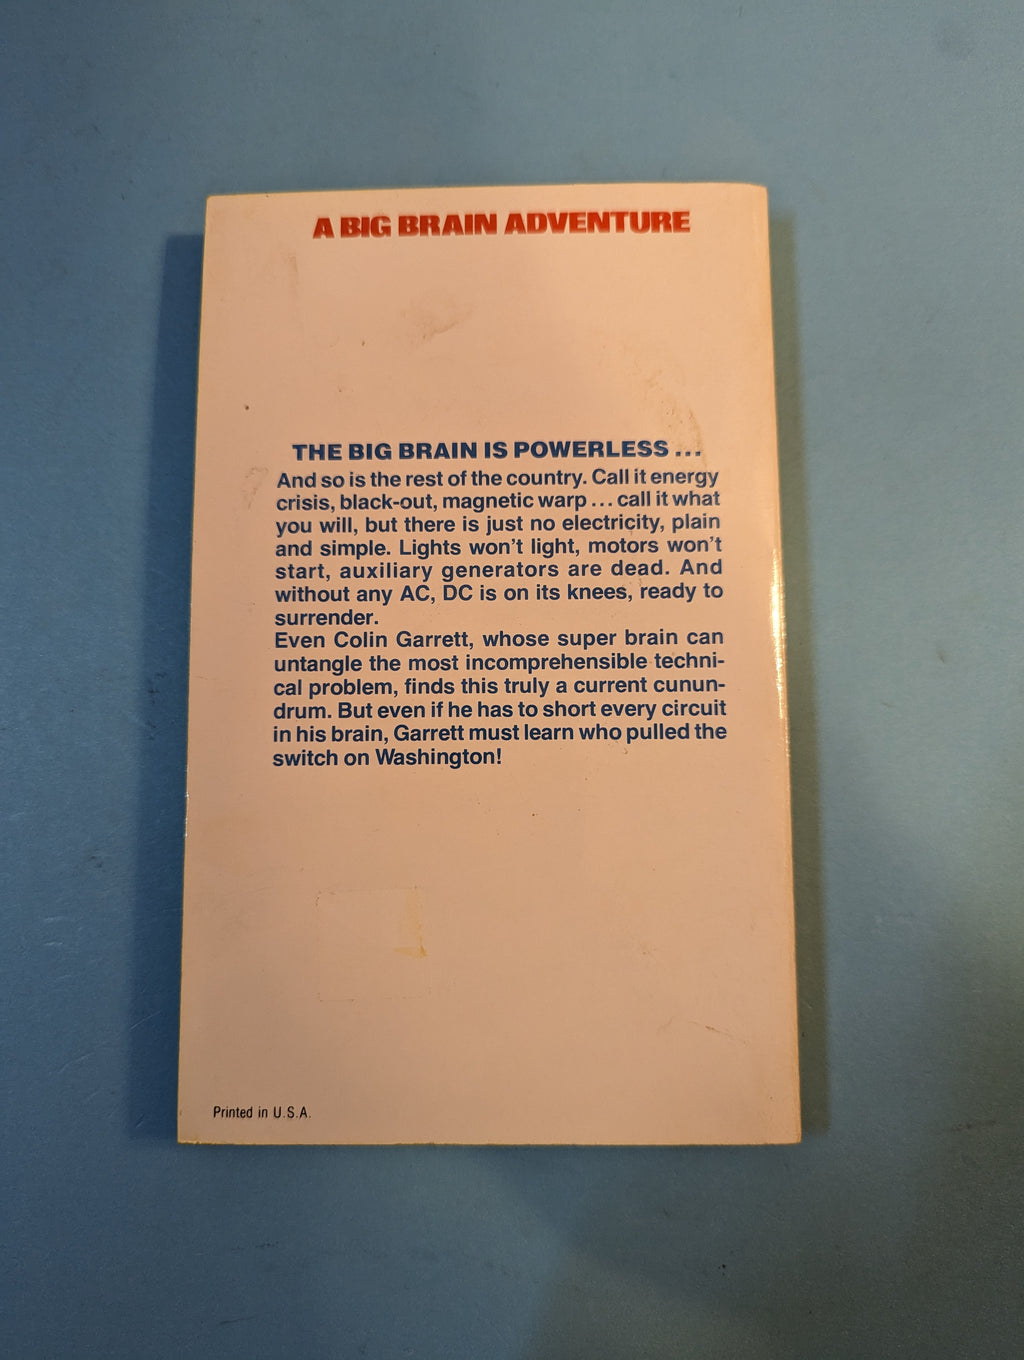 A BIG BRAIN ADVENTURE
THE BIG BRAIN IS POWERLESS ...
And so is the rest of the country. Call it energy
crisis, black-out, magnetic warp ... call it what
you will, but there is just no electricity, plain
and simple. Lights won't light, motors won't
start, auxiliary generators are dead. And
without any AC, DC is on its knees, ready to
surrender.
Even Colin Garrett, whose super brain can
untangle the most incomprehensible techni-
cal problem, finds this truly a current cunun-
drum. But even if he has to short every circuit
in his brain, Garrett must learn who pulled the
switch on Washington!
Printed in U.S.A.